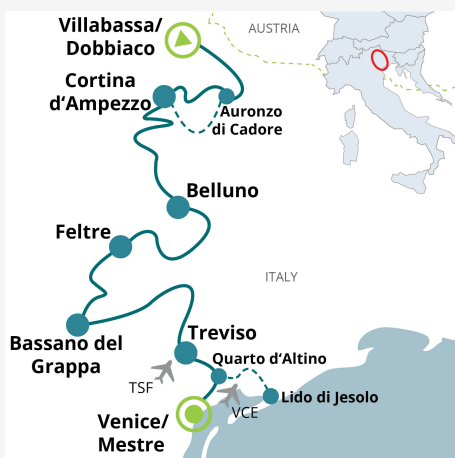 Villabassa/
Dobbiaco
AUSTRIA
Cortina
d'Ampezzo
Auronzo
di Cadore
Belluno
Feltre
ITALY
Bassano del
Grappa
Treviso
Quarto d'Altino
TSF
Lido di Jesolo
VCE
Venice/
Mestre